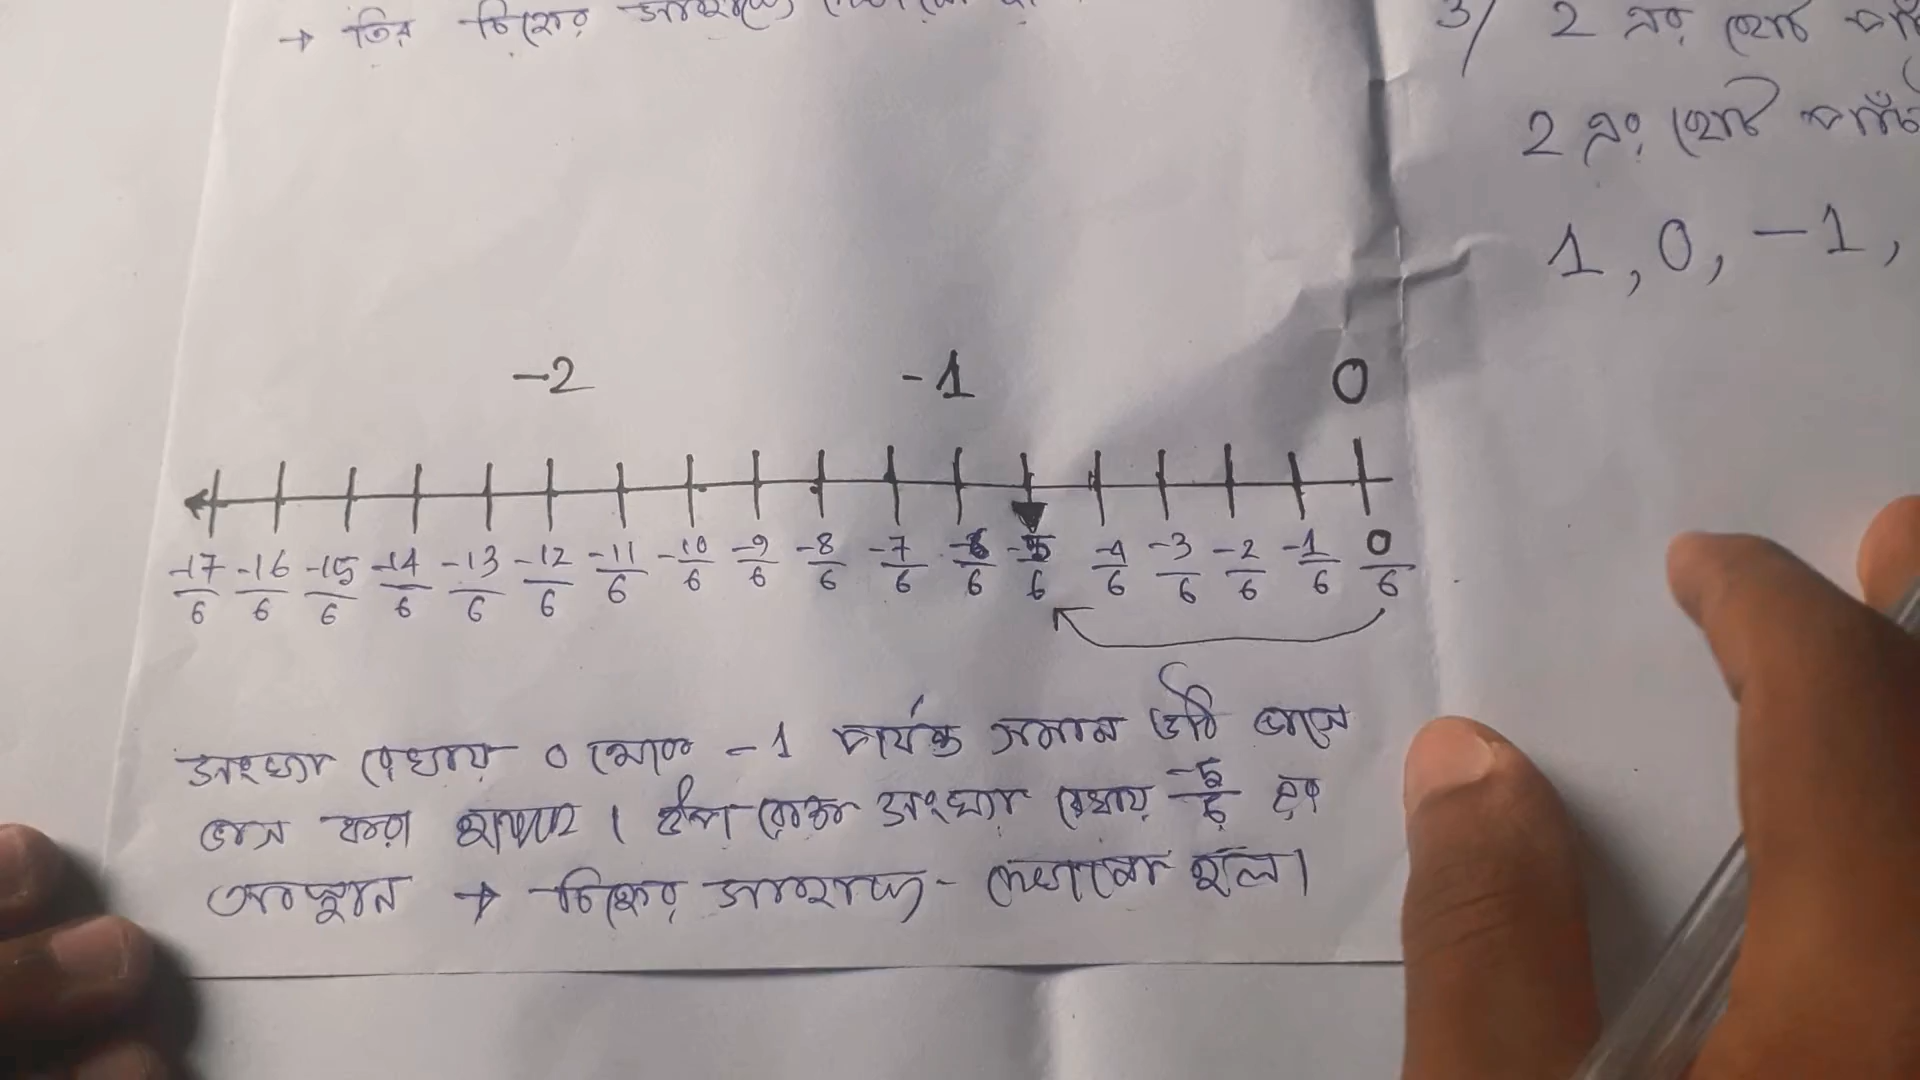 → তির চিহ্নের সাহায্যে
3/ 2 এর ছোট
2 এর ছোট
1, 0, -1,
-2 -1 0
-17/6 -16/6 -15/6 -14/6 -13/6 -12/6 -11/6 -10/6 -9/6 -8/6 -7/6 -6/6 -5/6 -4/6 -3/6 -2/6 -1/6 0/6
সংখ্যা রেখায় 0 থেকে -1 পর্যন্ত সমান ৬টি ভাগে
ভাগ করা হয়েছে। সংখ্যা রেখায় -5/6 এর
অবস্থান → চিহ্নের সাহায্যে দেখানো হল।